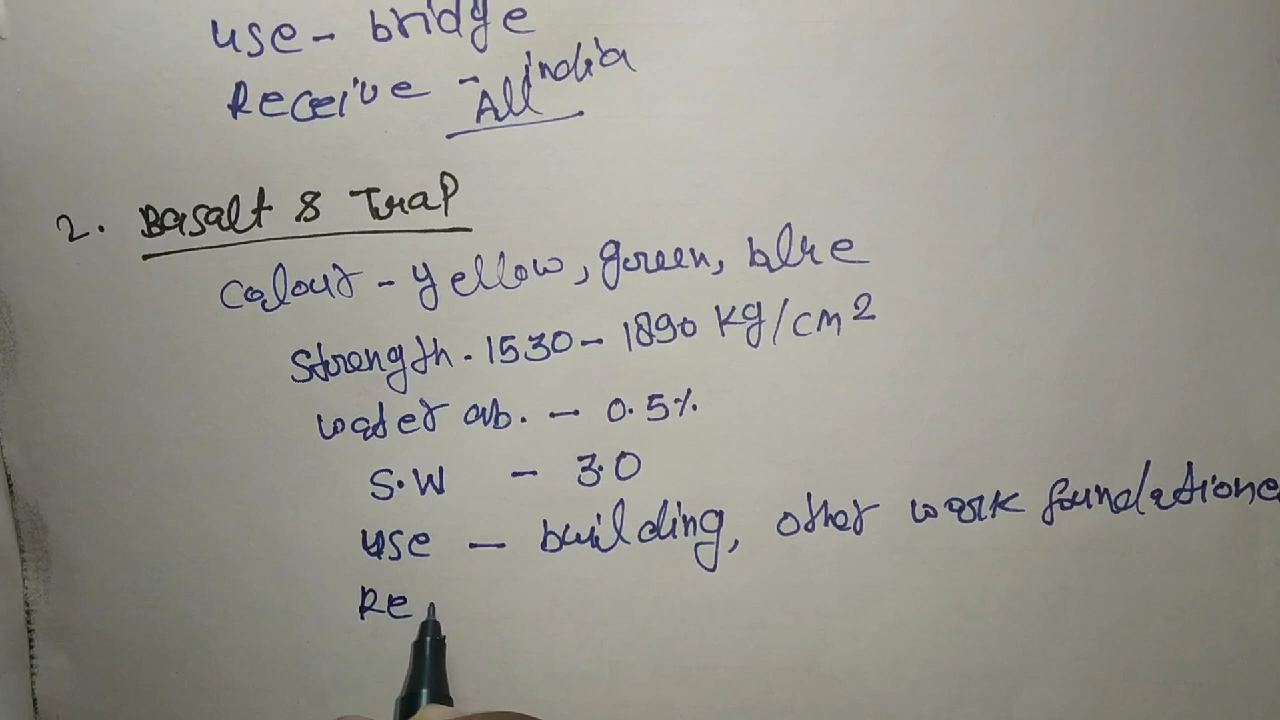 use - bridge
Receive - All india
2. Basalt & Trap
Colour - yellow, green, blue
Strength - 1530 - 1890 kg/cm2
water ab. - 0.5%
S.W - 3.0
use - building, other work foundatione
Re